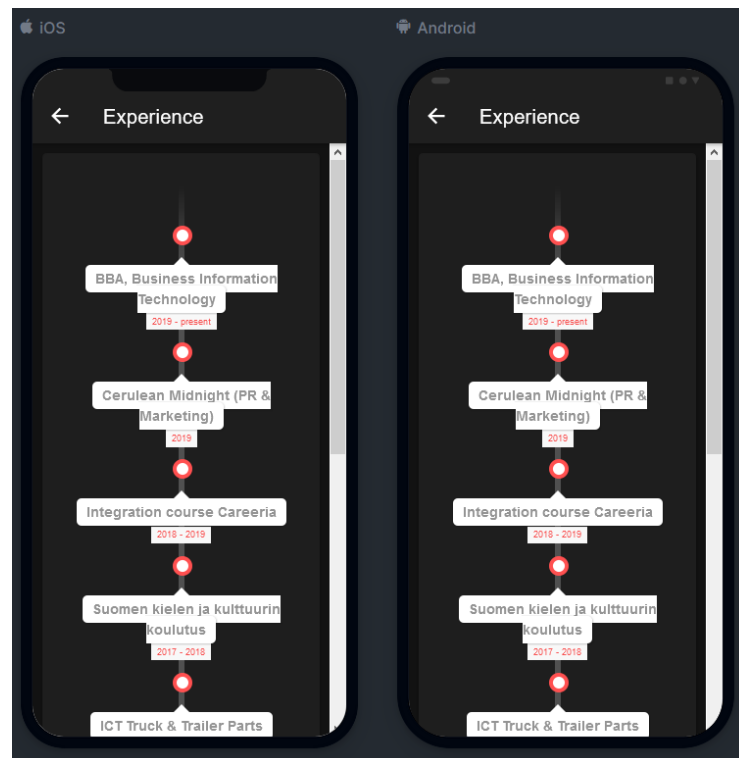 iOS
Experience
BBA, Business Information
Technology
2019 - present
Cerulean Midnight (PR &
Marketing)
2019
Integration course Careeria
2018 - 2019
Suomen kielen ja kulttuurin
koulutus
2017 - 2018
ICT Truck & Trailer Parts
Android
Experience
BBA, Business Information
Technology
2019 - present
Cerulean Midnight (PR &
Marketing)
2019
Integration course Careeria
2018 - 2019
Suomen kielen ja kulttuurin
koulutus
2017 - 2018
ICT Truck & Trailer Parts